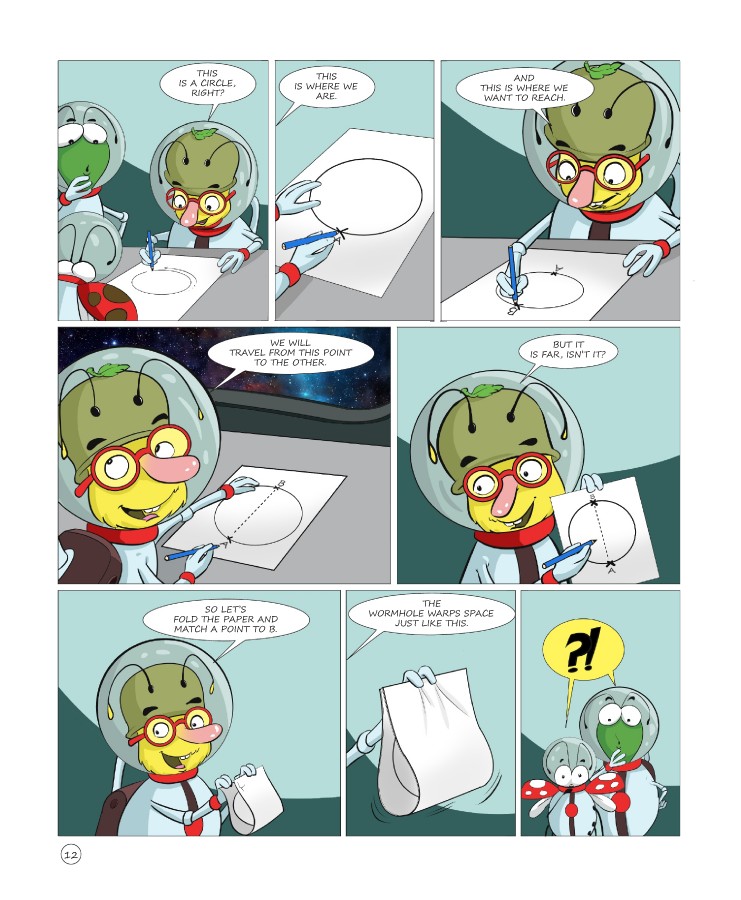 THIS
IS A CIRCLE,
RIGHT?
THIS
IS WHERE WE
ARE.
A
AND
THIS IS WHERE WE
WANT TO REACH.
A
B
WE WILL
TRAVEL FROM THIS POINT
TO THE OTHER.
B
A
BUT IT
IS FAR, ISN'T IT?
B
A
SO LET'S
FOLD THE PAPER AND
MATCH A POINT TO B.
THE
WORMHOLE WARPS SPACE
JUST LIKE THIS.
?!
12